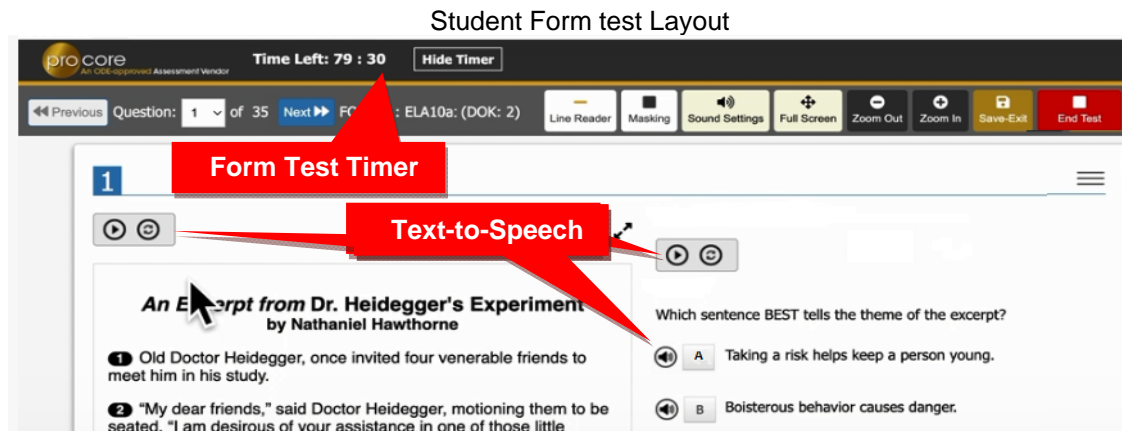 Student Form test Layout
pro core
An ODE-approved Assessment Vendor
Time Left: 79 : 30
Hide Timer
Previous Question: 1 of 35 Next : ELA10a: (DOK: 2)
Line Reader
Masking
Sound Settings
Full Screen
Zoom Out
Zoom In
Save-Exit
End Test
Form Test Timer
1
Text-to-Speech
An from Dr. Heidegger's Experiment
by Nathaniel Hawthorne
1 Old Doctor Heidegger, once invited four venerable friends to
meet him in his study.
2 “My dear friends,” said Doctor Heidegger, motioning them to be
seated, “I am desirous of your assistance in one of those little
Which sentence BEST tells the theme of the excerpt?
A Taking a risk helps keep a person young.
B Boisterous behavior causes danger.